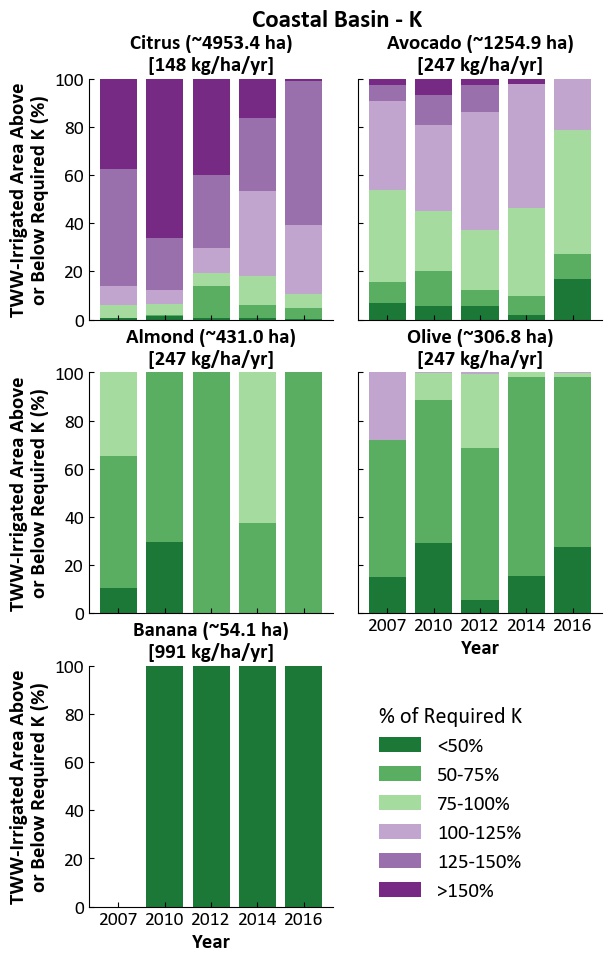 Coastal Basin - K
Citrus (~4953.4 ha)
[148 kg/ha/yr]
Avocado (~1254.9 ha)
[247 kg/ha/yr]
TWW-Irrigated Area Above
or Below Required K (%)
100
80
60
40
20
0
Almond (~431.0 ha)
[247 kg/ha/yr]
Olive (~306.8 ha)
[247 kg/ha/yr]
TWW-Irrigated Area Above
or Below Required K (%)
100
80
60
40
20
0
2007 2010 2012 2014 2016
Year
Banana (~54.1 ha)
[991 kg/ha/yr]
TWW-Irrigated Area Above
or Below Required K (%)
100
80
60
40
20
0
2007 2010 2012 2014 2016
Year
% of Required K
<50%
50-75%
75-100%
100-125%
125-150%
>150%